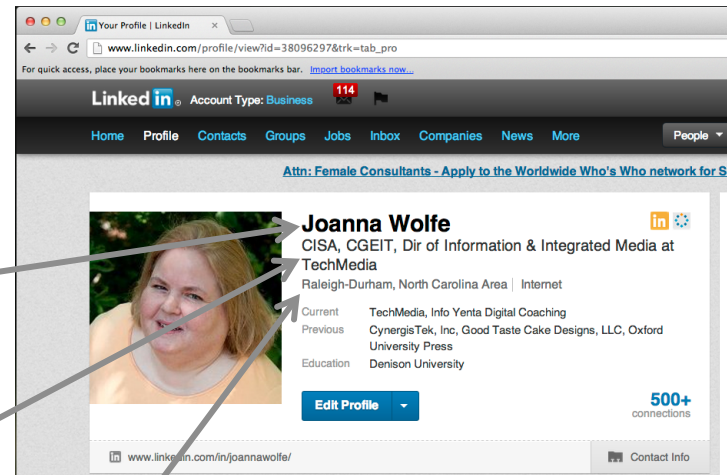 Your Profile | LinkedIn ×
www.linkedin.com/profile/view?id=38096297&trk=tab_pro
For quick access, place your bookmarks here on the bookmarks bar. Import bookmarks now...
Linked in ® Account Type: Business 114
Home Profile Contacts Groups Jobs Inbox Companies News More People
Attn: Female Consultants - Apply to the Worldwide Who's Who network for S
Joanna Wolfe in
CISA, CGEIT, Dir of Information & Integrated Media at
TechMedia
Raleigh-Durham, North Carolina Area | Internet
Current TechMedia, Info Yenta Digital Coaching
Previous CynergisTek, Inc, Good Taste Cake Designs, LLC, Oxford
University Press
Education Denison University
Edit Profile 500+
connections
in www.linkedin.com/in/joannawolfe/ Contact Info